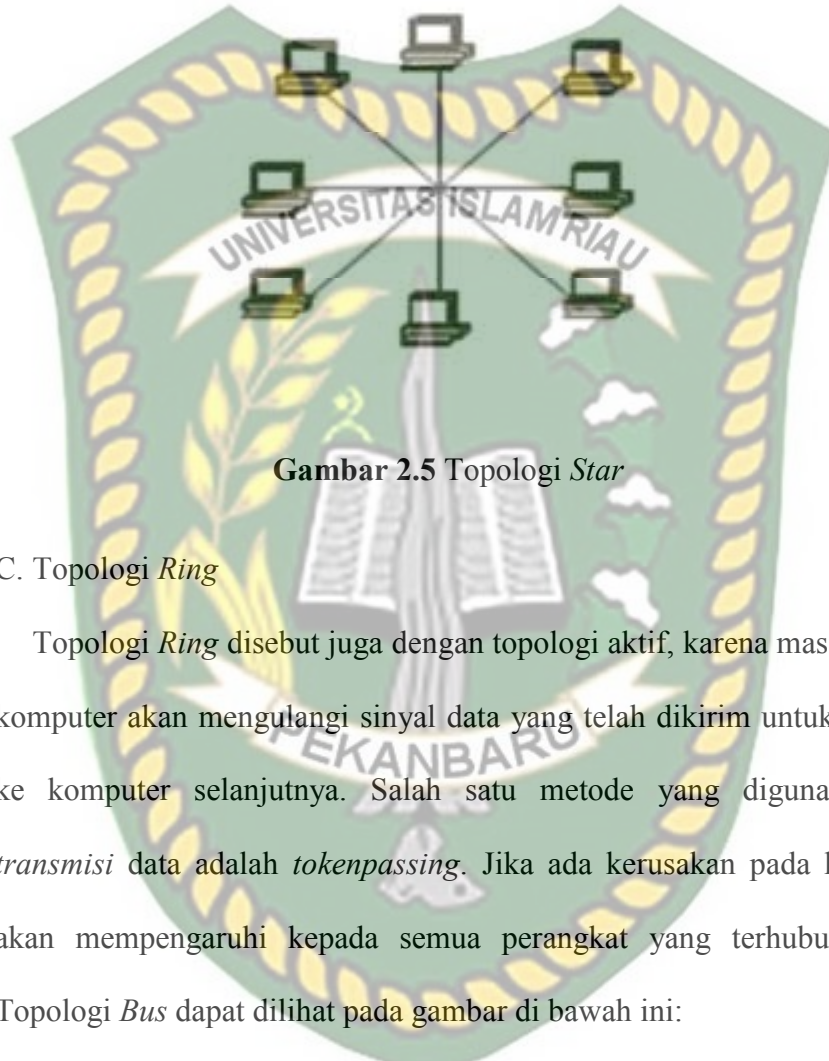 UNIVERSITAS ISLAM RIAU
Gambar 2.5 Topologi Star
C. Topologi Ring
Topologi Ring disebut juga dengan topologi aktif, karena mas
komputer akan mengulangi sinyal data yang telah dikirim untuk
ke komputer selanjutnya. Salah satu metode yang diguna
PEKANBARU
transmisi data adalah tokenpassing. Jika ada kerusakan pada
akan mempengaruhi kepada semua perangkat yang terhubu
Topologi Bus dapat dilihat pada gambar di bawah ini: